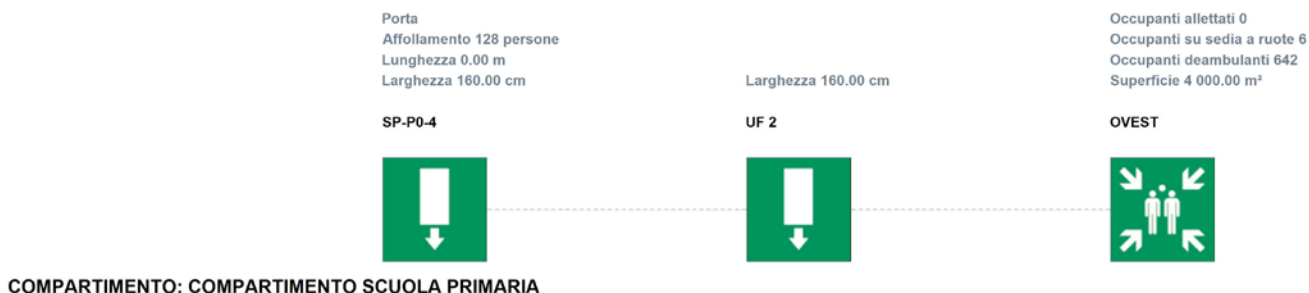 Porta
Affollamento 128 persone
Lunghezza 0.00 m
Larghezza 160.00 cm
SP-P0-4
Larghezza 160.00 cm
UF 2
Occupanti allettati 0
Occupanti su sedia a ruote 6
Occupanti deambulanti 642
Superficie 4 000.00 m²
OVEST
COMPARTIMENTO: COMPARTIMENTO SCUOLA PRIMARIA